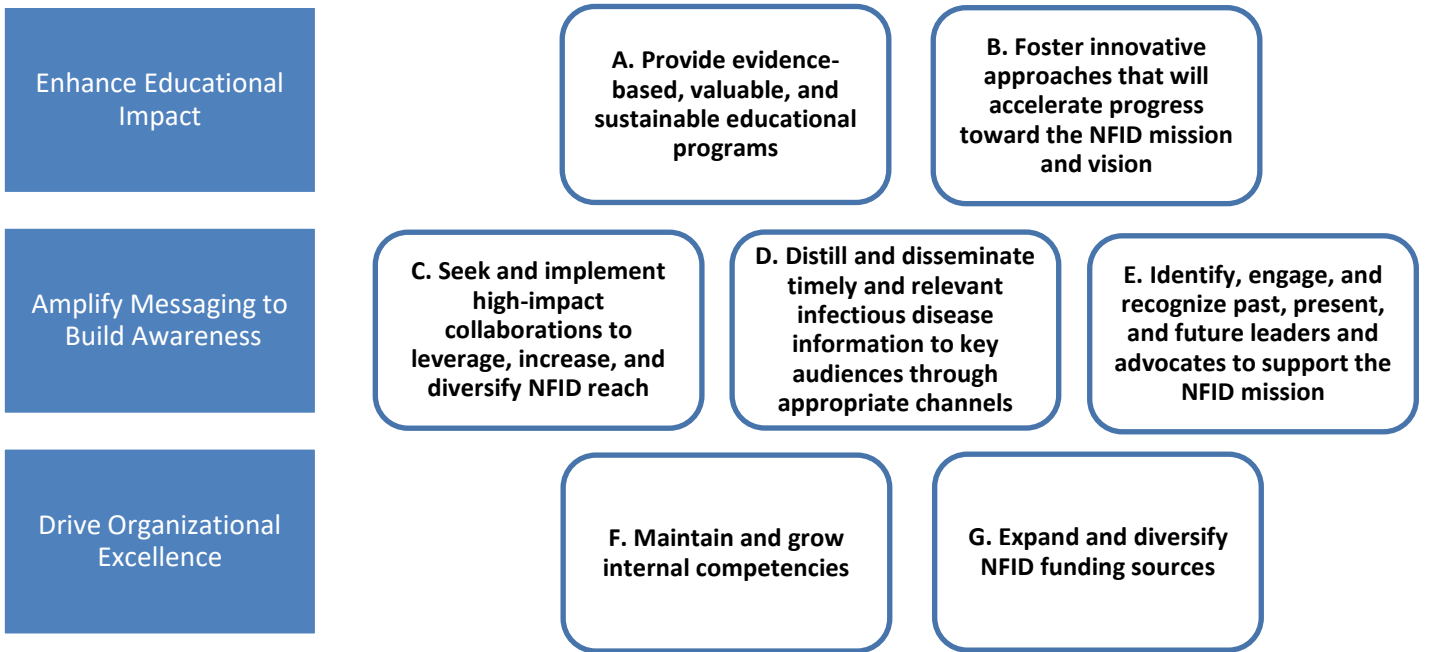 Enhance Educational
Impact
A. Provide evidence-
based, valuable, and
sustainable educational
programs
B. Foster innovative
approaches that will
accelerate progress
toward the NFID mission
and vision
Amplify Messaging to
Build Awareness
C. Seek and implement
high-impact
collaborations to
leverage, increase, and
diversify NFID reach
D. Distill and disseminate
timely and relevant
infectious disease
information to key
audiences through
appropriate channels
E. Identify, engage, and
recognize past, present,
and future leaders and
advocates to support the
NFID mission
Drive Organizational
Excellence
F. Maintain and grow
internal competencies
G. Expand and diversify
NFID funding sources